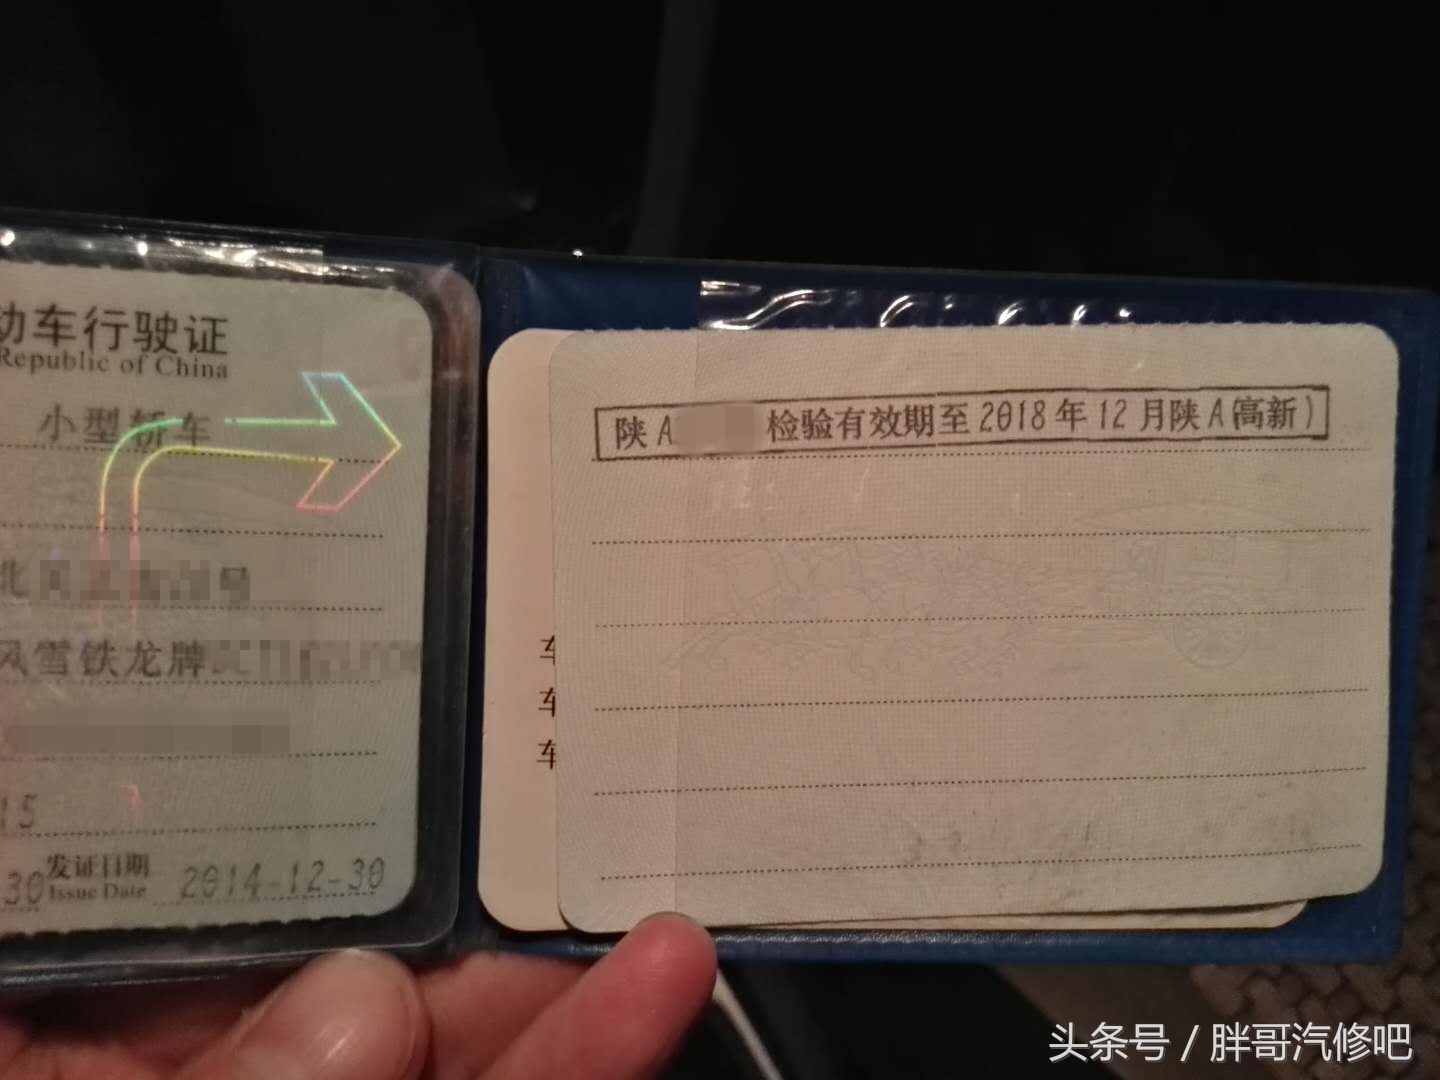 动车行驶证
Republic of China
小型轿车
北
号
风雪铁龙牌
15
30
发证日期
Issue Date
2014-12-30
陕A 检验有效期至2018年12月陕A(高新)
车
车
车
头条号 / 胖哥汽修吧